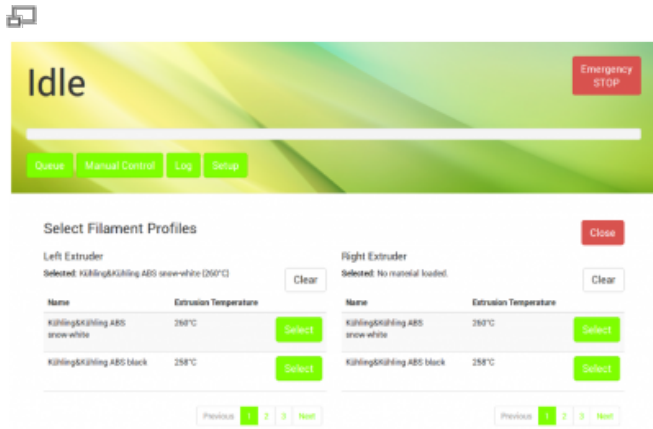 Idle
Emergency
STOP
Queue Manual Control Log Setup
Select Filament Profiles
Close
Left Extruder
Selected: Kühling&Kühling ABS snow-white (260°C)
Clear
Name Extrusion Temperature
Kühling&Kühling ABS
snow-white
260°C
Select
Kühling&Kühling ABS black 258°C
Select
Previous 1 2 3 Next
Right Extruder
Selected: No material loaded.
Clear
Name Extrusion Temperature
Kühling&Kühling ABS
snow-white
260°C
Select
Kühling&Kühling ABS black 258°C
Select
Previous 1 2 3 Next